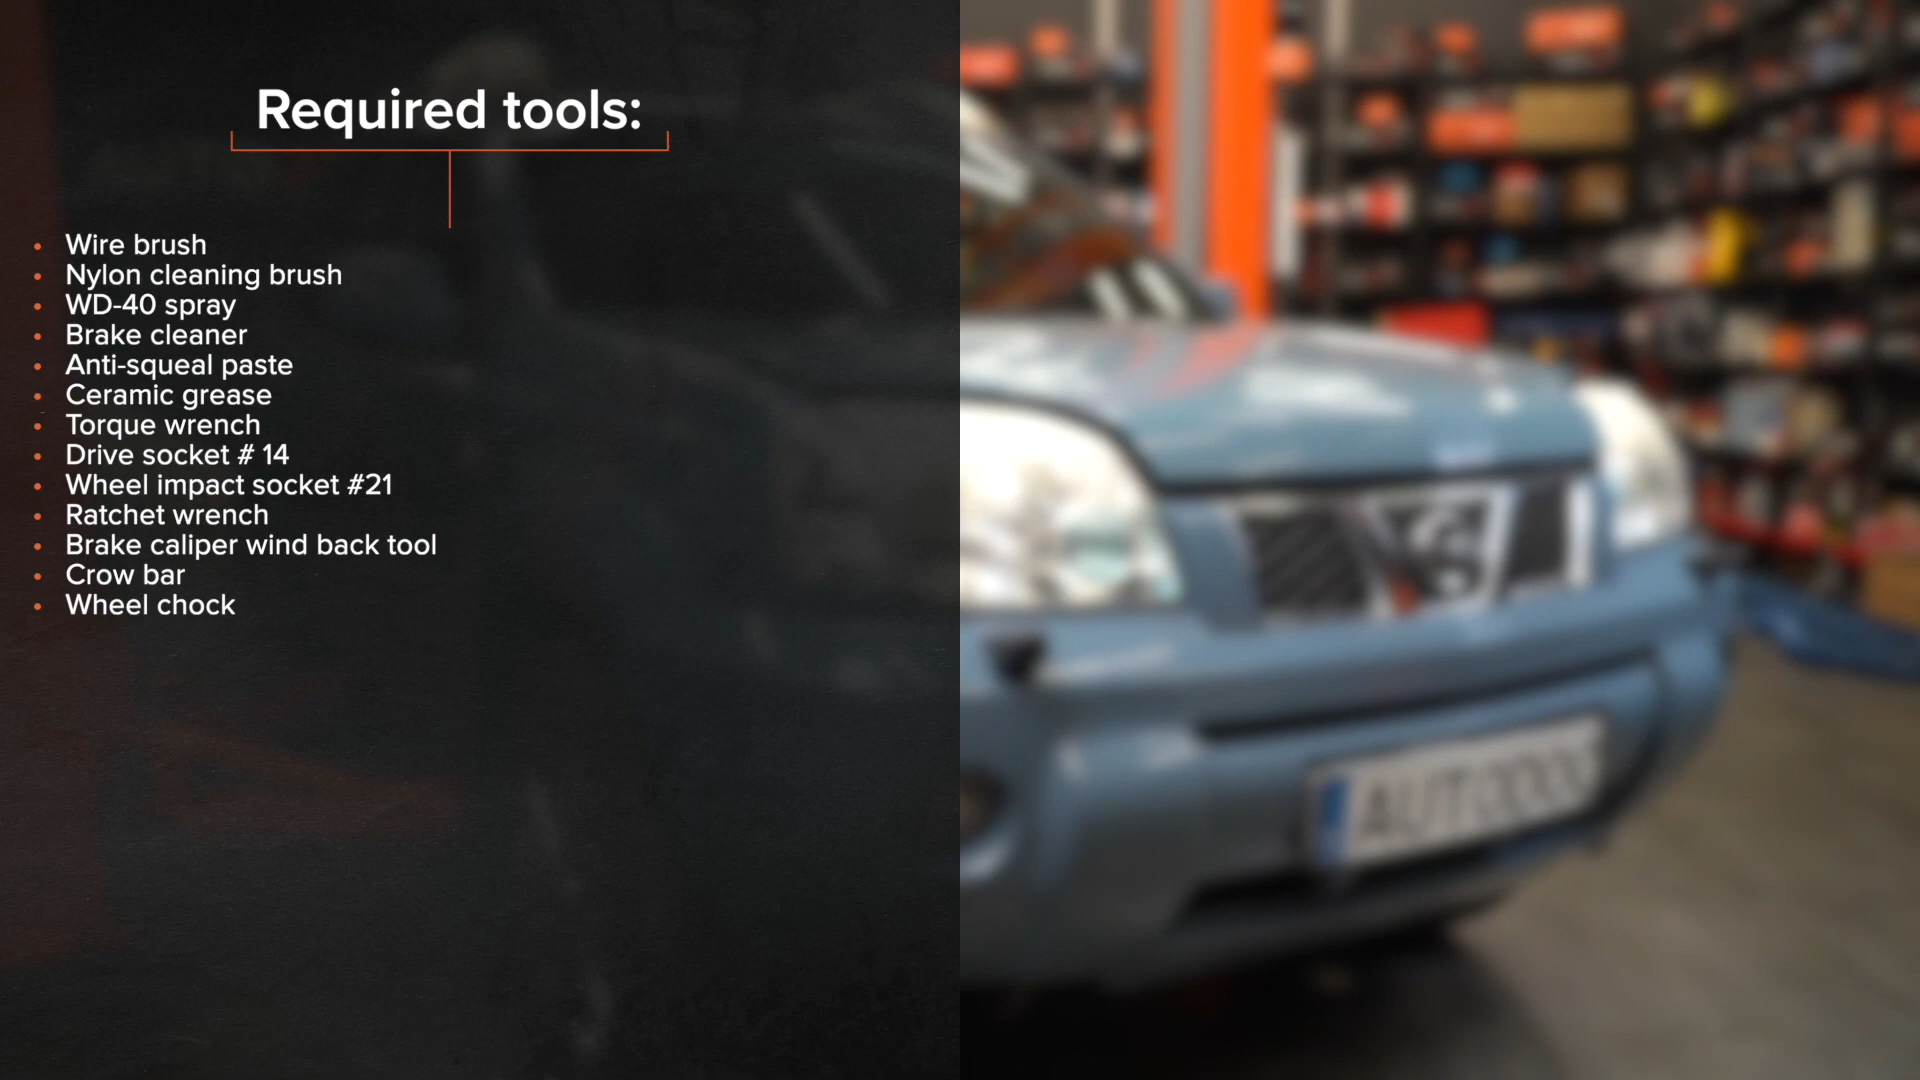 Required tools:
• Wire brush
• Nylon cleaning brush
• WD-40 spray
• Brake cleaner
• Anti-squeal paste
• Ceramic grease
• Torque wrench
• Drive socket # 14
• Wheel impact socket #21
• Ratchet wrench
• Brake caliper wind back tool
• Crow bar
• Wheel chock